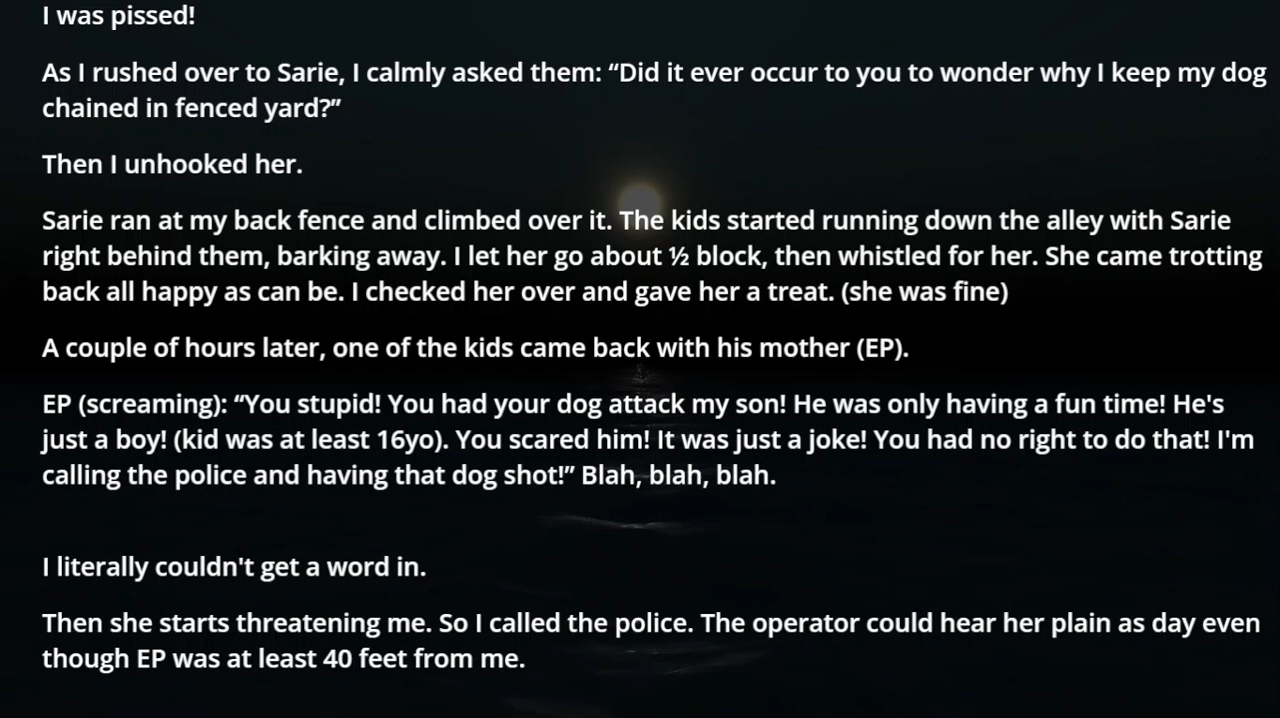 I was pissed!
As I rushed over to Sarie, I calmly asked them: “Did it ever occur to you to wonder why I keep my dog
chained in fenced yard?”
Then I unhooked her.
Sarie ran at my back fence and climbed over it. The kids started running down the alley with Sarie
right behind them, barking away. I let her go about ½ block, then whistled for her. She came trotting
back all happy as can be. I checked her over and gave her a treat. (she was fine)
A couple of hours later, one of the kids came back with his mother (EP).
EP (screaming): “You stupid! You had your dog attack my son! He was only having a fun time! He's
just a boy! (kid was at least 16yo). You scared him! It was just a joke! You had no right to do that! I'm
calling the police and having that dog shot!” Blah, blah, blah.
I literally couldn't get a word in.
Then she starts threatening me. So I called the police. The operator could hear her plain as day even
though EP was at least 40 feet from me.